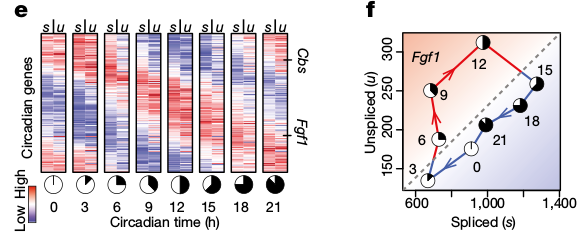 e
f
s u s u s u s u s u s u s u s u
Circadian genes
Cbs
Fgf1
Low High
0 3 6 9 12 15 18 21
Circadian time (h)
Fgf1
Unspliced (u)
300
250
200
150
12
15
9
18
6
21
3
0
600 1,000 1,400
Spliced (s)